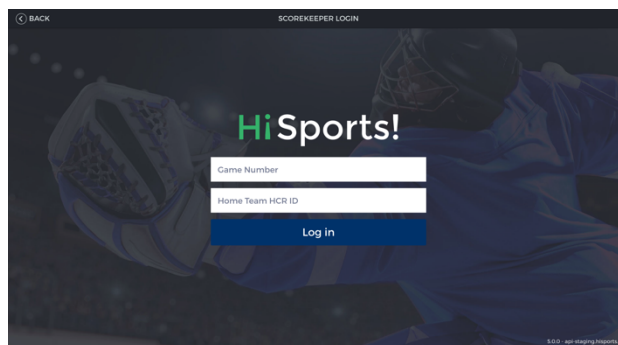 BACK
SCOREKEEPER LOGIN
HiSports!
Game Number
Home Team HCR ID
Log in
5.0.0 - api-staging.hisports